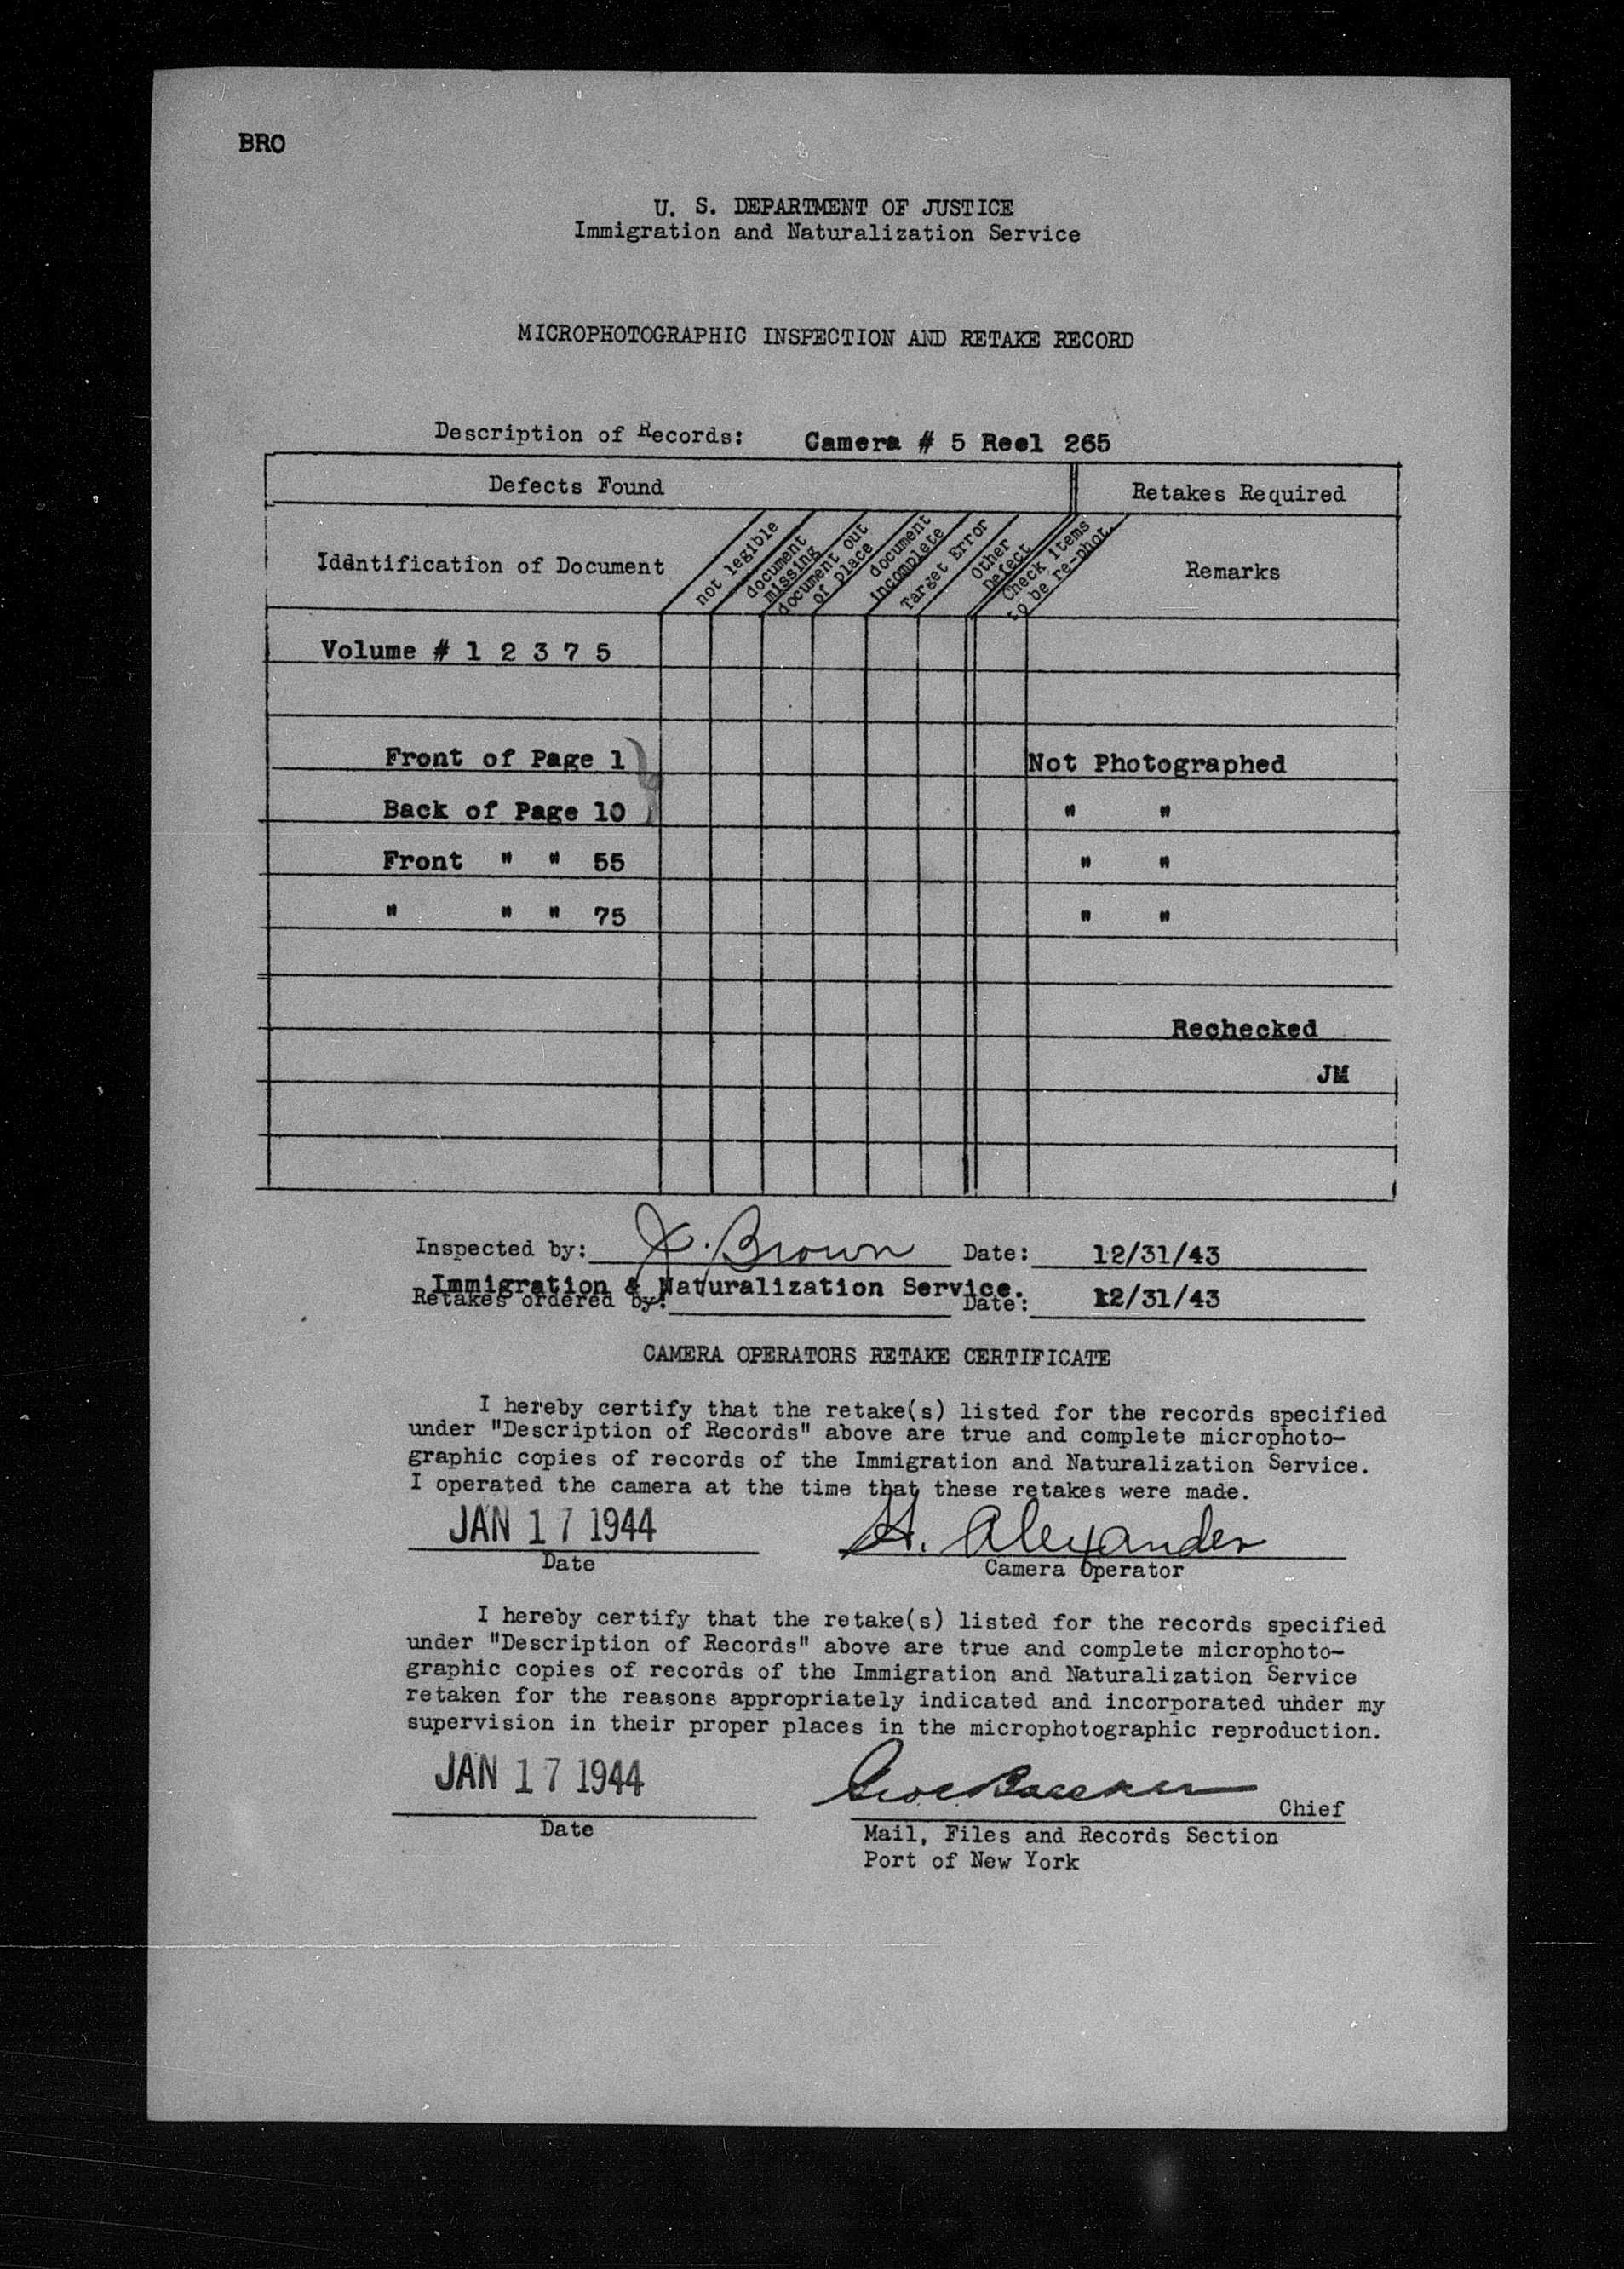 BRO
U. S. DEPARTMENT OF JUSTICE
Immigration and Naturalization Service
MICROPHOTOGRAPHIC INSPECTION AND RETAKE RECORD
Description of Records: Camera # 5 Reel 265
Defects Found Retakes Required
Identification of Document
not legible
document missing
document out of place
document incomplete
Target Error
Other Defect
Check items to be re-phot.
Remarks
Volume # 1 2 3 7 5
Front of Page 1 Not Photographed
Back of Page 10 " "
Front " " 55 " "
" " " 75 " "
Rechecked
JM
Inspected by: J. Brown Date: 12/31/43
Immigration & Naturalization Service.
Retakes ordered by: Date: 12/31/43
CAMERA OPERATORS RETAKE CERTIFICATE
I hereby certify that the retake(s) listed for the records specified
under "Description of Records" above are true and complete microphoto-
graphic copies of records of the Immigration and Naturalization Service.
I operated the camera at the time that these retakes were made.
JAN 17 1944 H. Alexander
Date Camera Operator
I hereby certify that the retake(s) listed for the records specified
under "Description of Records" above are true and complete microphoto-
graphic copies of records of the Immigration and Naturalization Service
retaken for the reasons appropriately indicated and incorporated under my
supervision in their proper places in the microphotographic reproduction.
JAN 17 1944
Chief
Date Mail, Files and Records Section
Port of New York